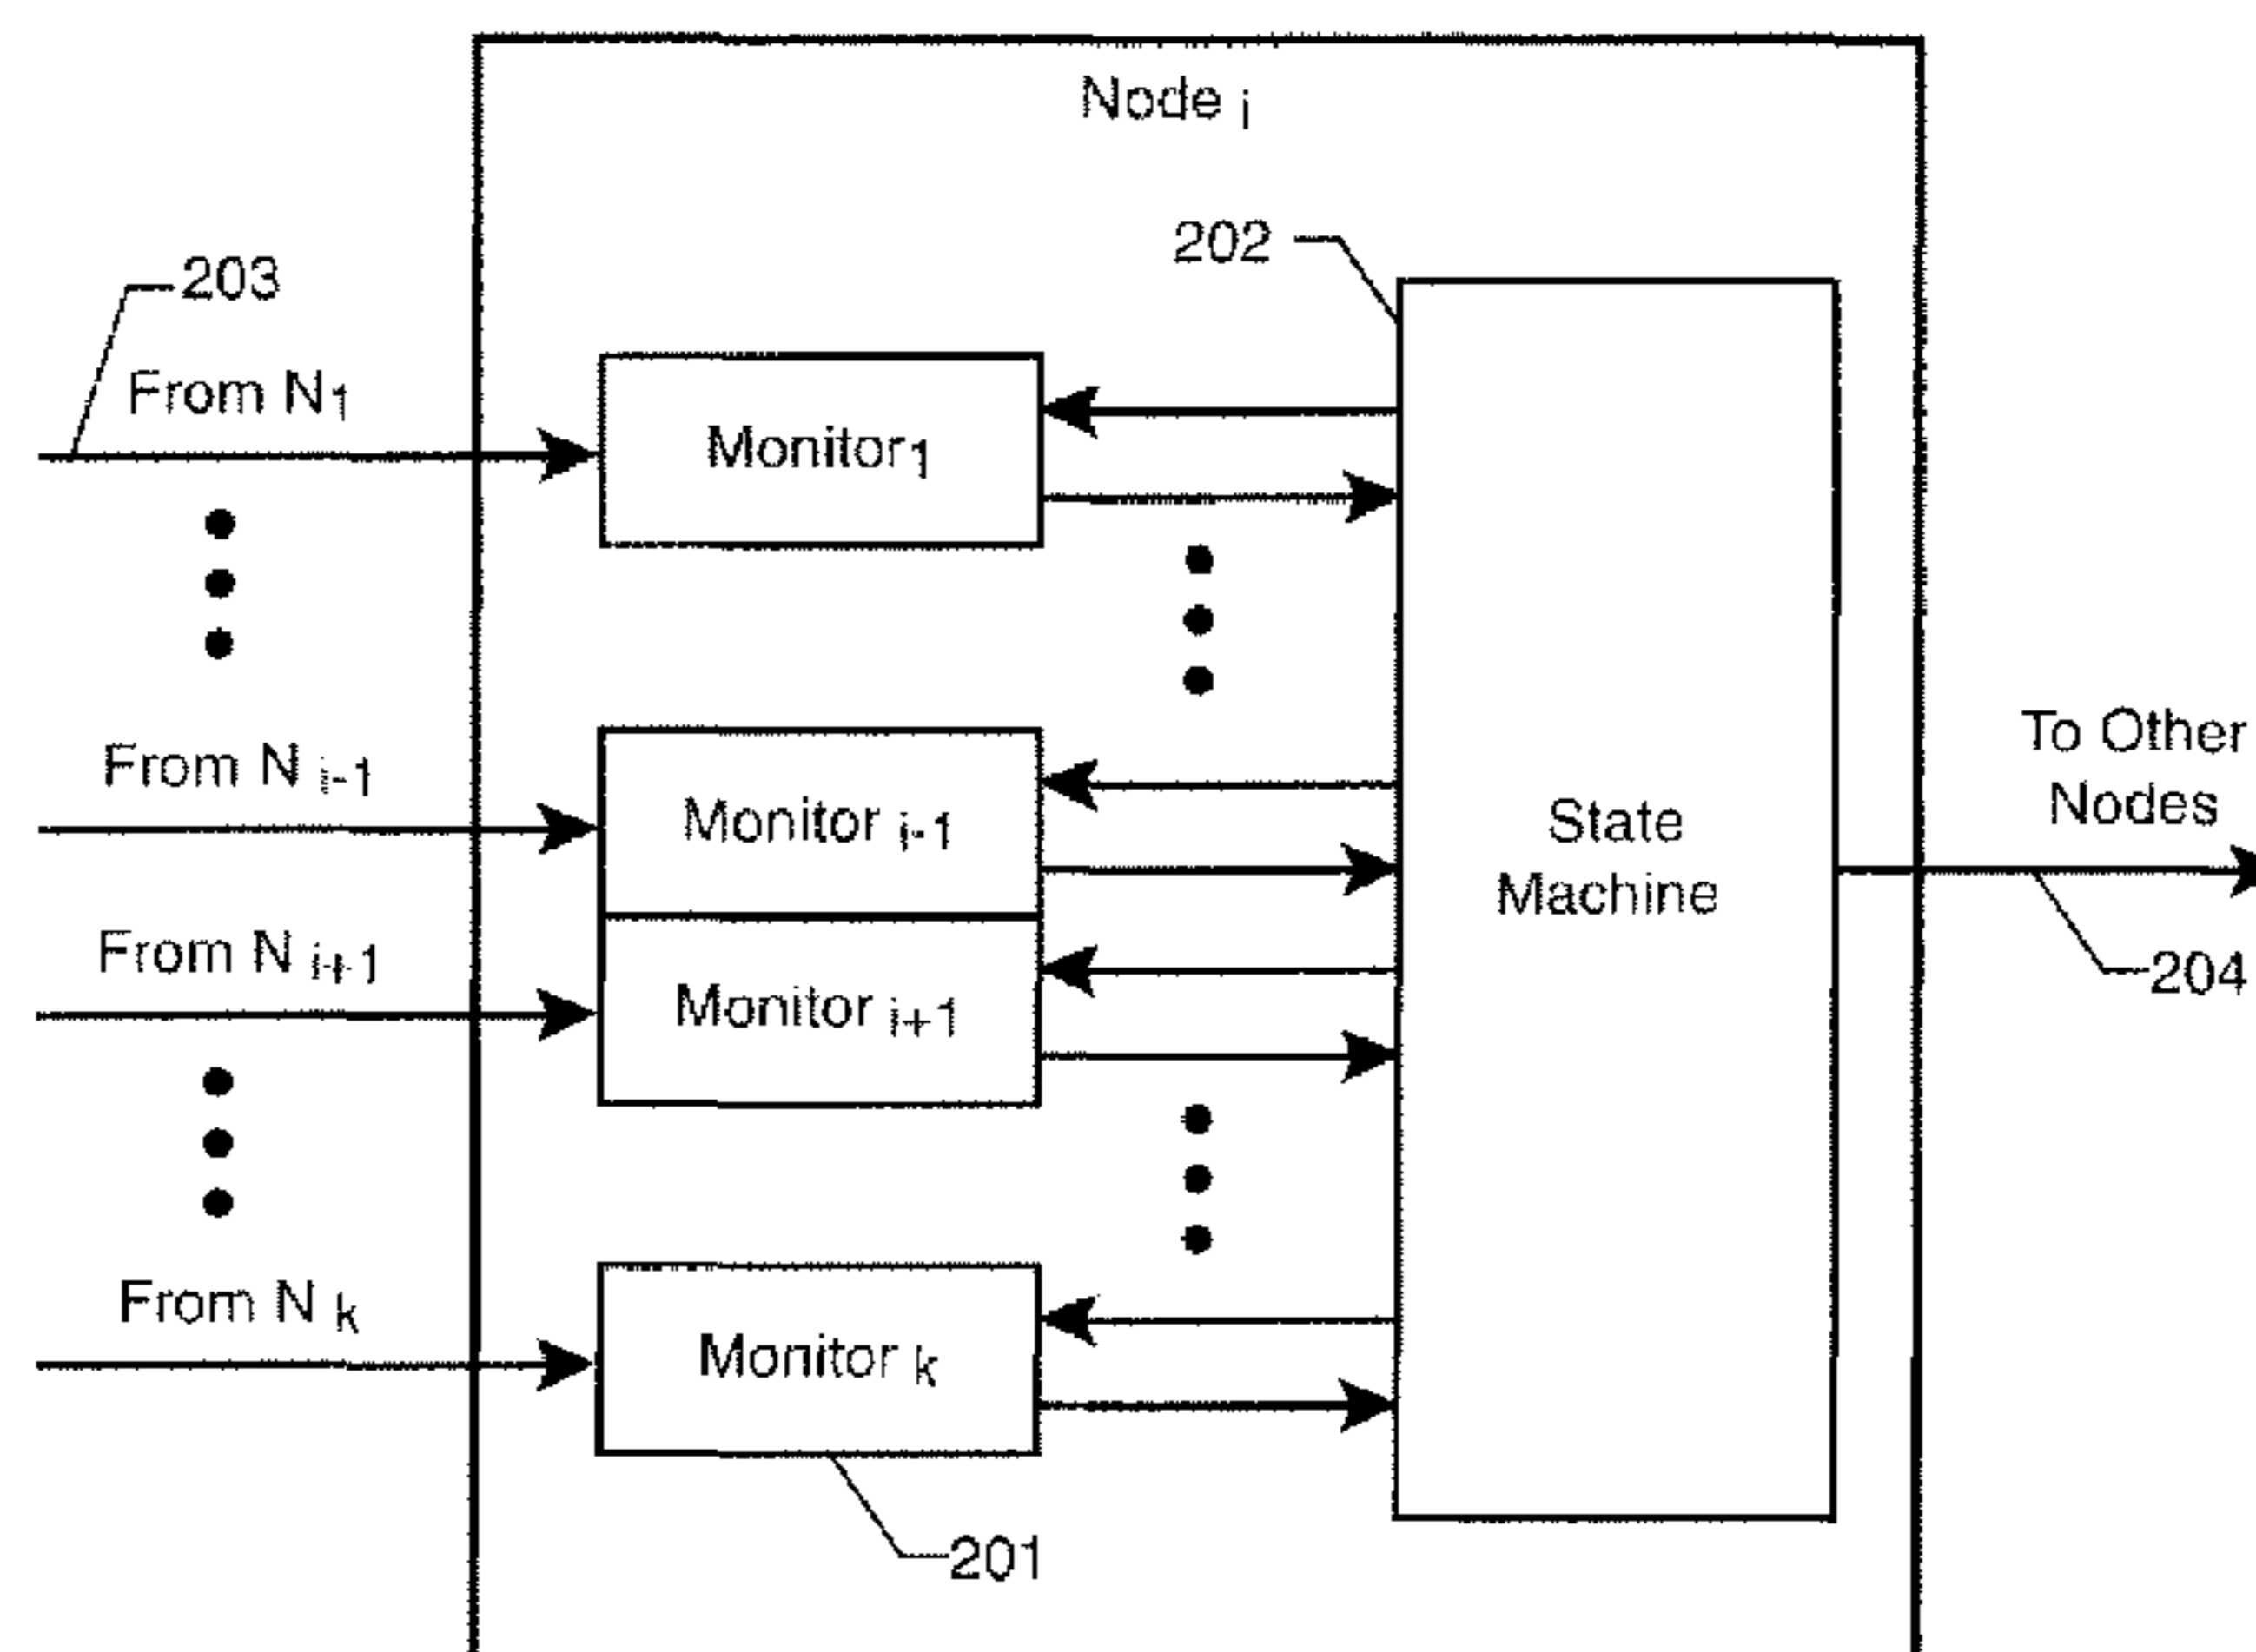 Node i
202
203
From N1
Monitor1
From N i-1
Monitor i-1
To Other
Nodes
State
Machine
From N i+1
Monitor i+1
204
From N k
Monitor k
201